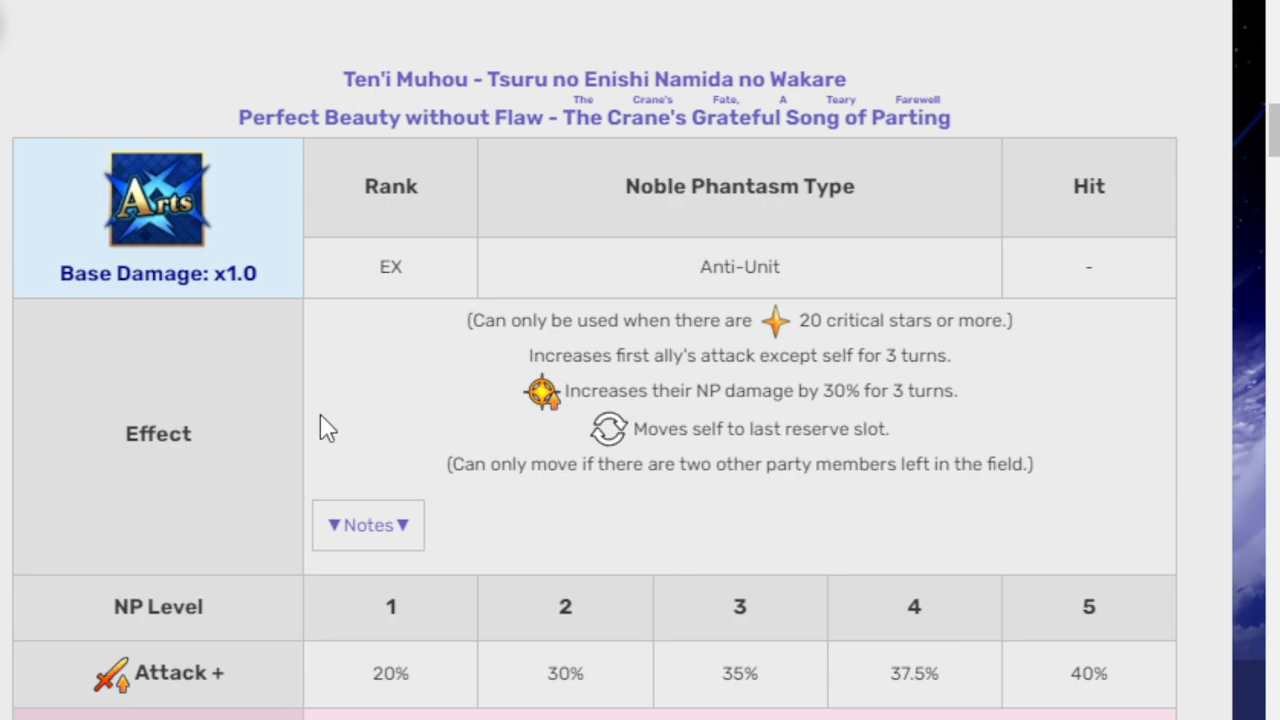 Ten'i Muhou - Tsuru no Enishi Namida no Wakare
The Crane's Fate, A Teary Farewell
Perfect Beauty without Flaw - The Crane's Grateful Song of Parting
Arts
Base Damage: x1.0
Rank
Noble Phantasm Type
Hit
EX
Anti-Unit
-
Effect
(Can only be used when there are 20 critical stars or more.)
Increases first ally's attack except self for 3 turns.
Increases their NP damage by 30% for 3 turns.
Moves self to last reserve slot.
(Can only move if there are two other party members left in the field.)
▼Notes▼
NP Level
1
2
3
4
5
Attack +
20%
30%
35%
37.5%
40%